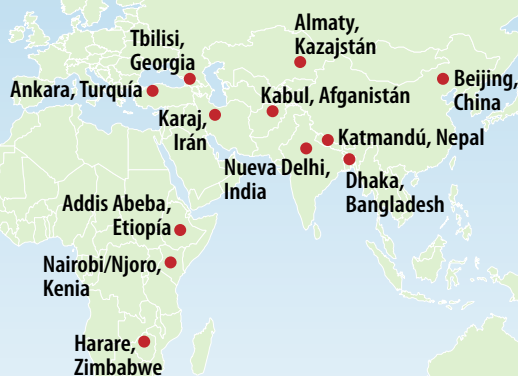 Almaty,
Kazajstán
Tbilisi,
Georgia
Beijing,
China
Ankara, Turquía
Kabul, Afganistán
Karaj,
Irán
Katmandú, Nepal
Nueva Delhi,
India
Dhaka,
Bangladesh
Addis Abeba,
Etiopía
Nairobi/Njoro,
Kenia
Harare,
Zimbabwe